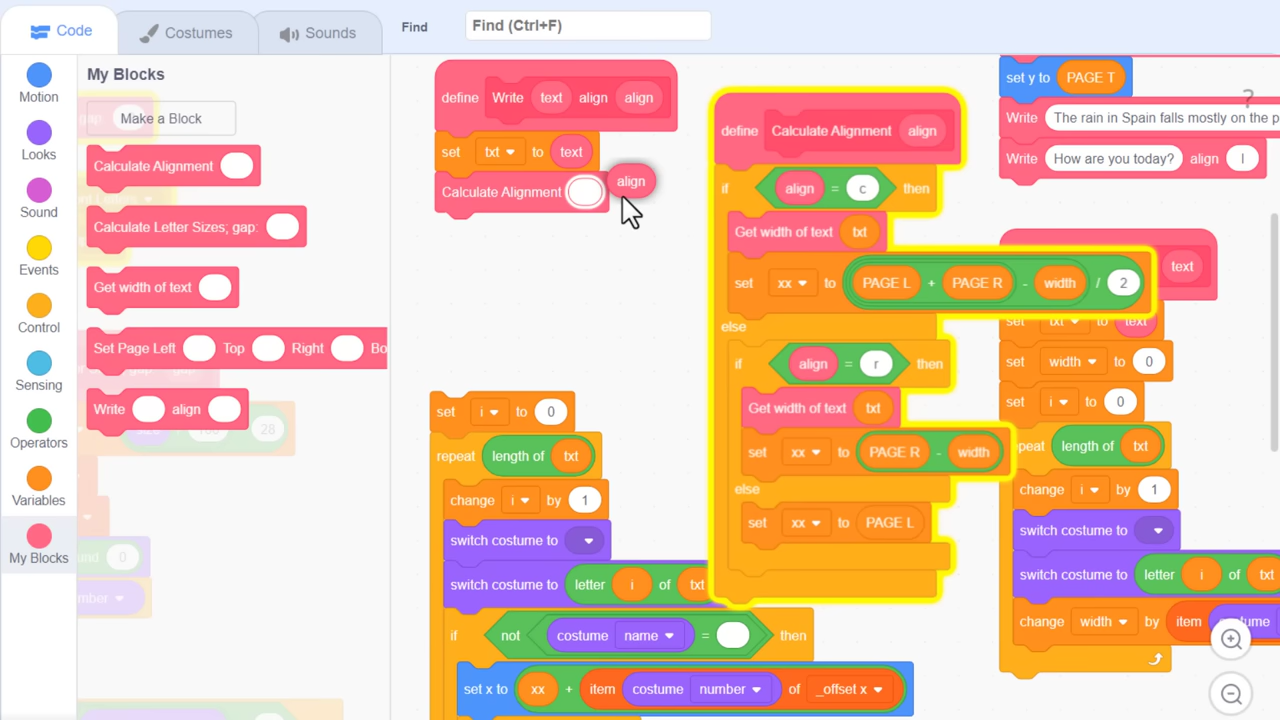 Code
Costumes
Sounds
Find
Find (Ctrl+F)
Motion
Looks
Sound
Events
Control
Sensing
Operators
Variables
My Blocks
My Blocks
Make a Block
Calculate Alignment
Calculate Letter Sizes; gap:
Get width of text
Set Page Left Top Right Bo
Write align
28
0
mber
define Write text align align
set txt to text
Calculate Alignment align
set i to 0
repeat length of txt
change i by 1
switch costume to
switch costume to letter i of txt
if not costume name = then
set x to xx + item costume number of _offset x
define Calculate Alignment align
if align = c then
Get width of text txt
set xx to PAGE L + PAGE R - width / 2
else
if align = r then
Get width of text txt
set xx to PAGE R - width
else
set xx to PAGE L
set y to PAGE T
?
Write The rain in Spain falls mostly on the p
Write How are you today? align l
text
set txt to text
set width to 0
set i to 0
repeat length of txt
change i by 1
switch costume to
switch costume to letter i of txt
change width by item costume